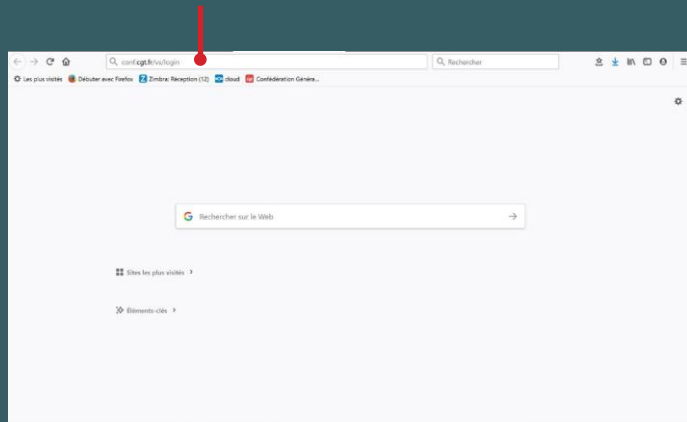 conf.cgt.fr/vs/login
Rechercher
Les plus visités Débuter avec Firefox Zimbra: Réception (12) cloud Confédération Généra...
Rechercher sur le Web
Sites les plus visités
Éléments-clés